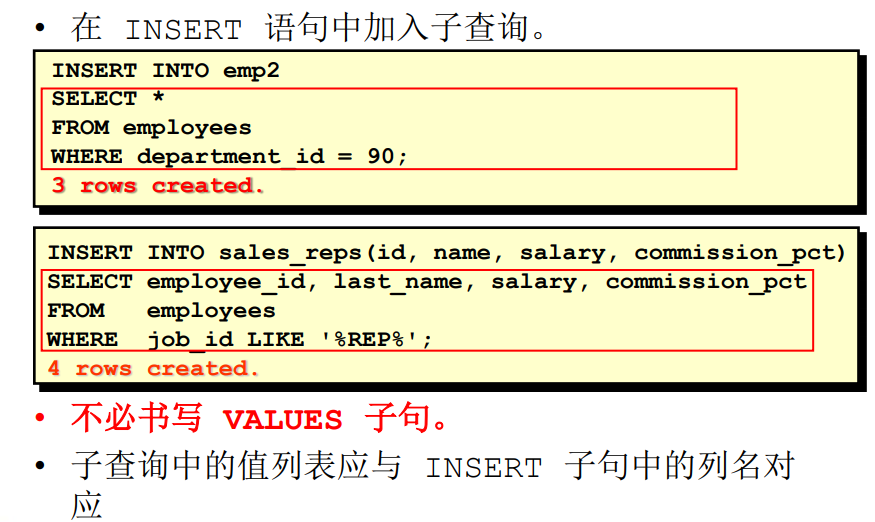 • 在 INSERT 语句中加入子查询。
INSERT INTO emp2
SELECT *
FROM employees
WHERE department_id = 90;
3 rows created.
INSERT INTO sales_reps(id, name, salary, commission_pct)
SELECT employee_id, last_name, salary, commission_pct
FROM   employees
WHERE  job_id LIKE '%REP%';
4 rows created.
• 不必书写 VALUES 子句。
• 子查询中的值列表应与 INSERT 子句中的列名对
应